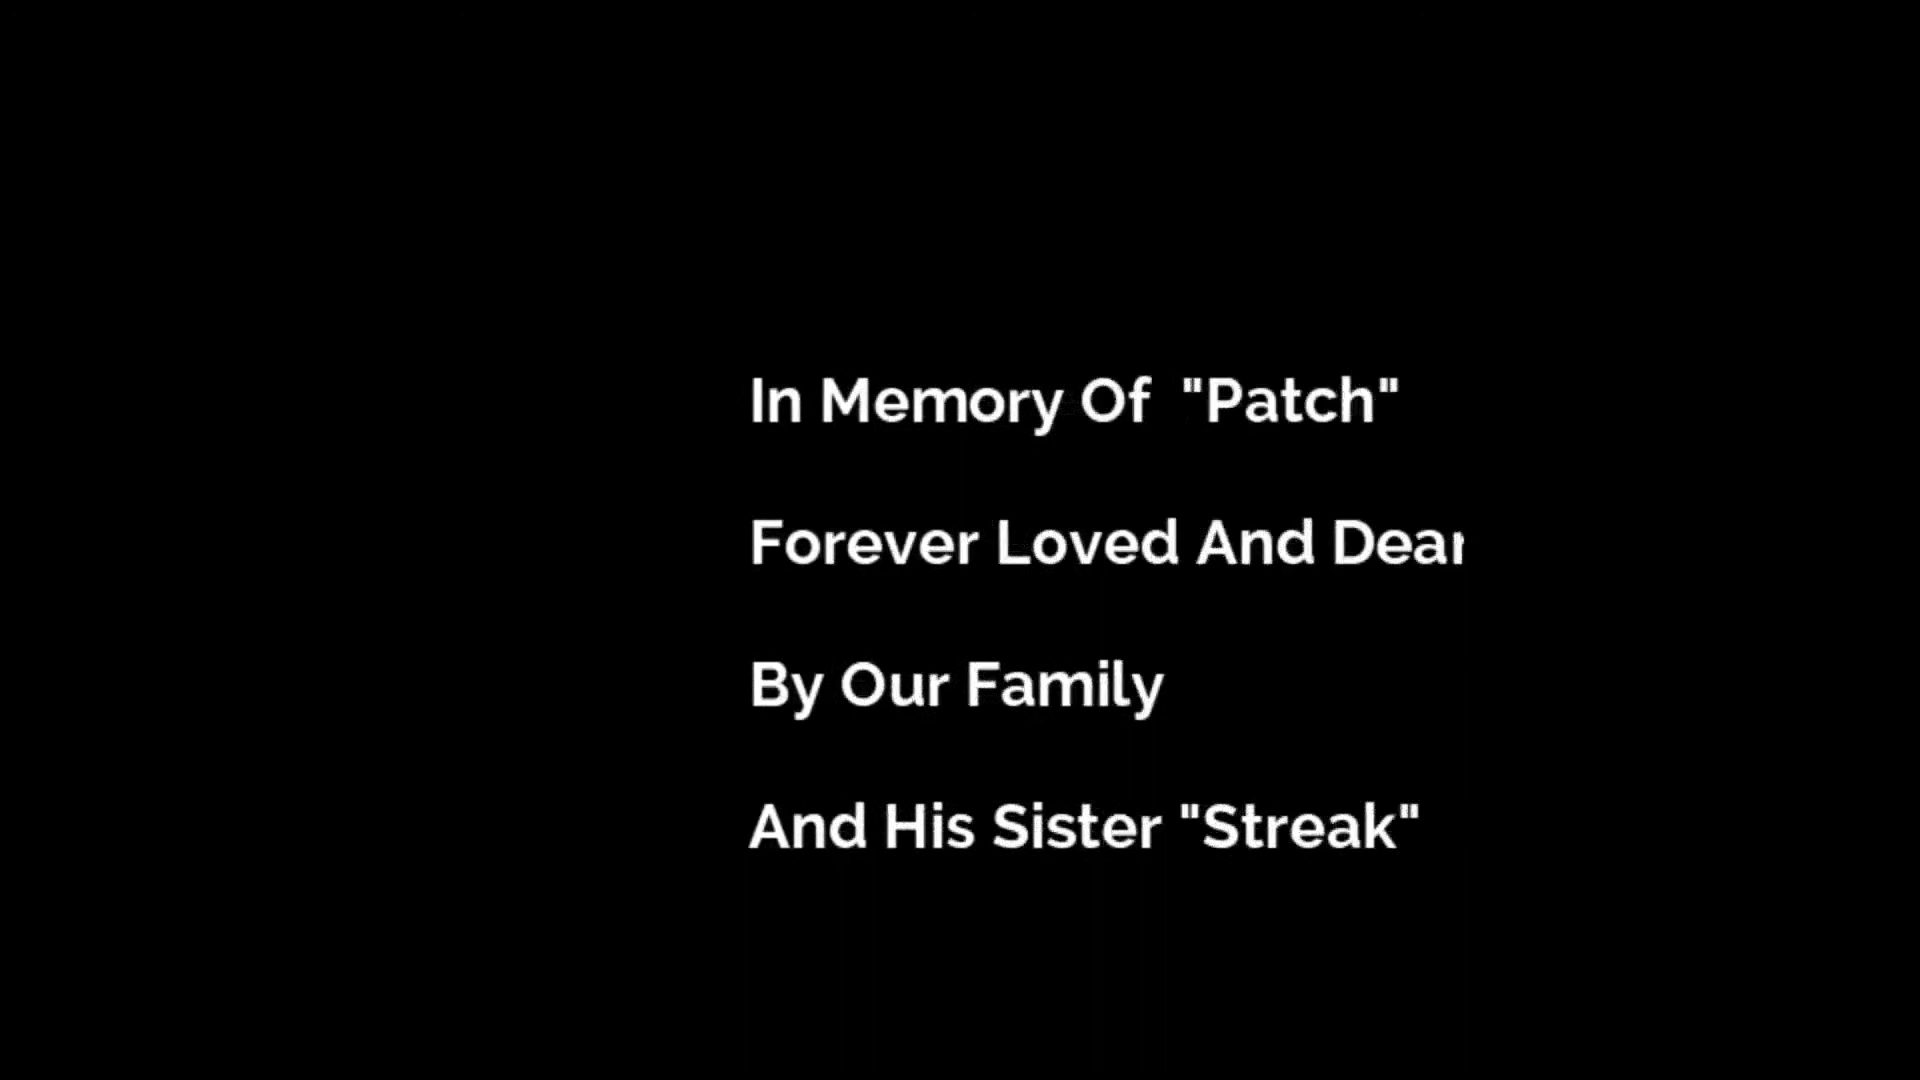 In Memory Of "Patch"
Forever Loved And Dear
By Our Family
And His Sister "Streak"